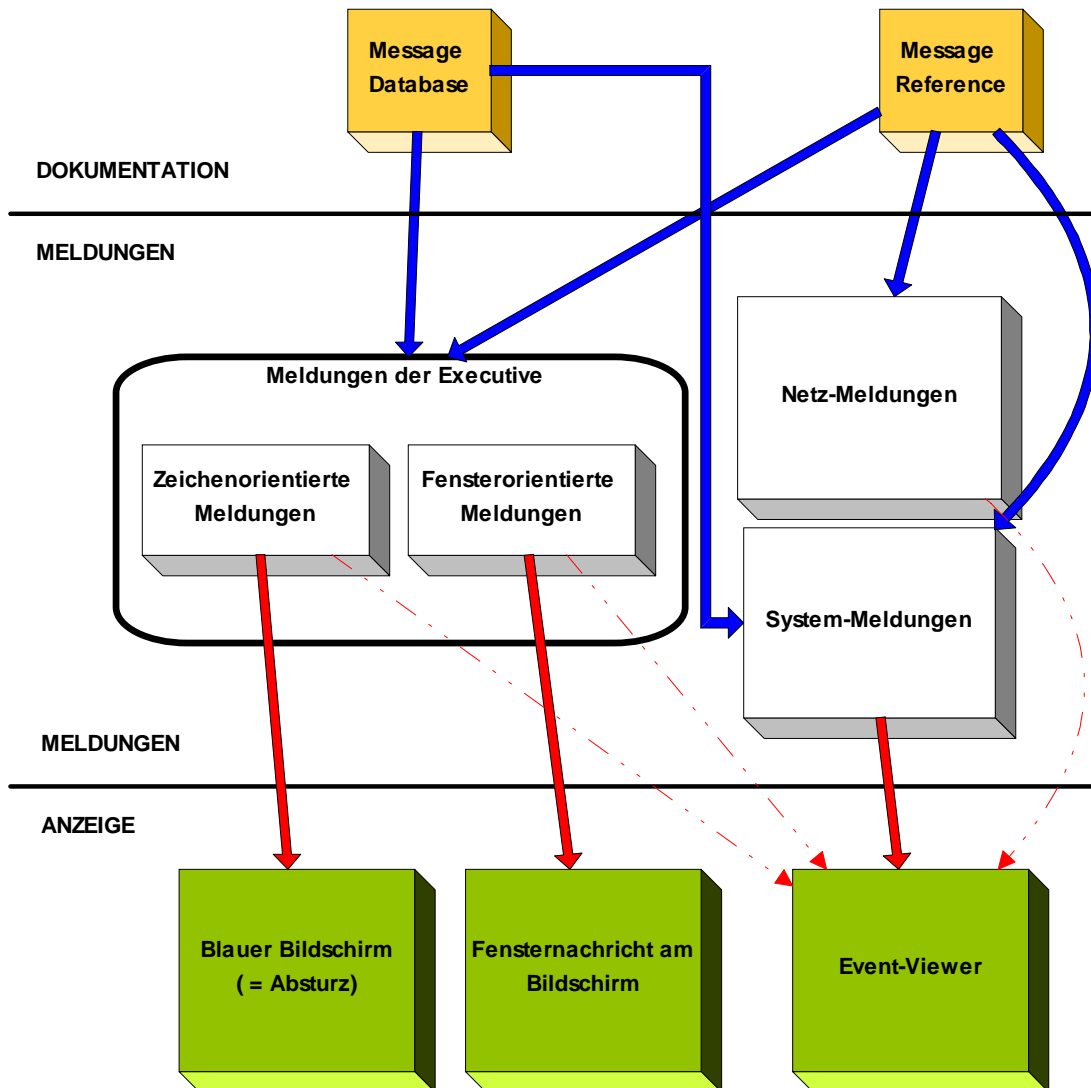 Message
Database
Message
Reference
DOKUMENTATION
MELDUNGEN
Meldungen der Executive
Netz-Meldungen
Zeichenorientierte
Meldungen
Fensterorientierte
Meldungen
System-Meldungen
MELDUNGEN
ANZEIGE
Blauer Bildschirm
( = Absturz)
Fensternachricht am
Bildschirm
Event-Viewer